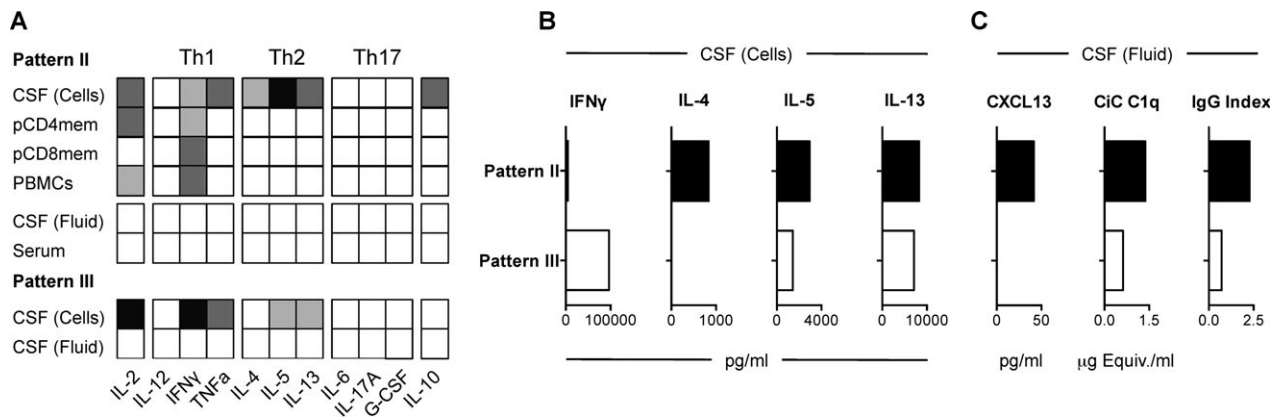 A
Pattern II
Th1 Th2 Th17
CSF (Cells)
pCD4mem
pCD8mem
PBMCs
CSF (Fluid)
Serum
Pattern III
CSF (Cells)
CSF (Fluid)
IL-2 IL-12 IFNγ TNFa IL-4 IL-5 IL-13 IL-6 IL-17A G-CSF IL-10
B
CSF (Cells)
IFNγ IL-4 IL-5 IL-13
Pattern II
Pattern III
0 100000 0 1000 0 4000 0 10000
pg/ml
C
CSF (Fluid)
CXCL13 CiC C1q IgG Index
0 50 0.0 1.5 0.0 2.5
pg/ml μg Equiv./ml